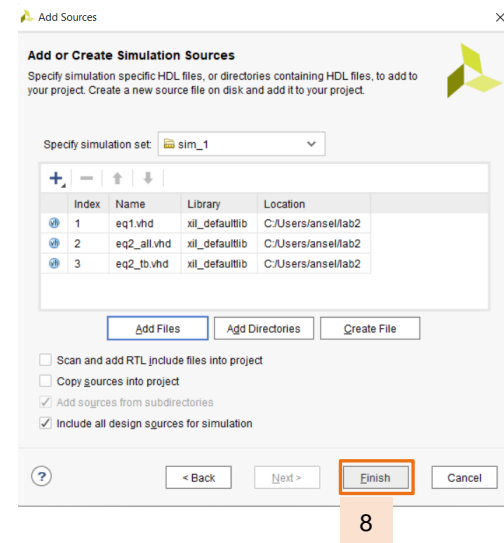 Add Sources
Add or Create Simulation Sources
Specify simulation specific HDL files, or directories containing HDL files, to add to
your project. Create a new source file on disk and add it to your project.
Specify simulation set: sim_1
Index Name Library Location
1 eq1.vhd xil_defaultlib C:/Users/ansel/lab2
2 eq2_all.vhd xil_defaultlib C:/Users/ansel/lab2
3 eq2_tb.vhd xil_defaultlib C:/Users/ansel/lab2
Add Files Add Directories Create File
Scan and add RTL include files into project
Copy sources into project
Add sources from subdirectories
Include all design sources for simulation
? < Back Next > Finish Cancel
8